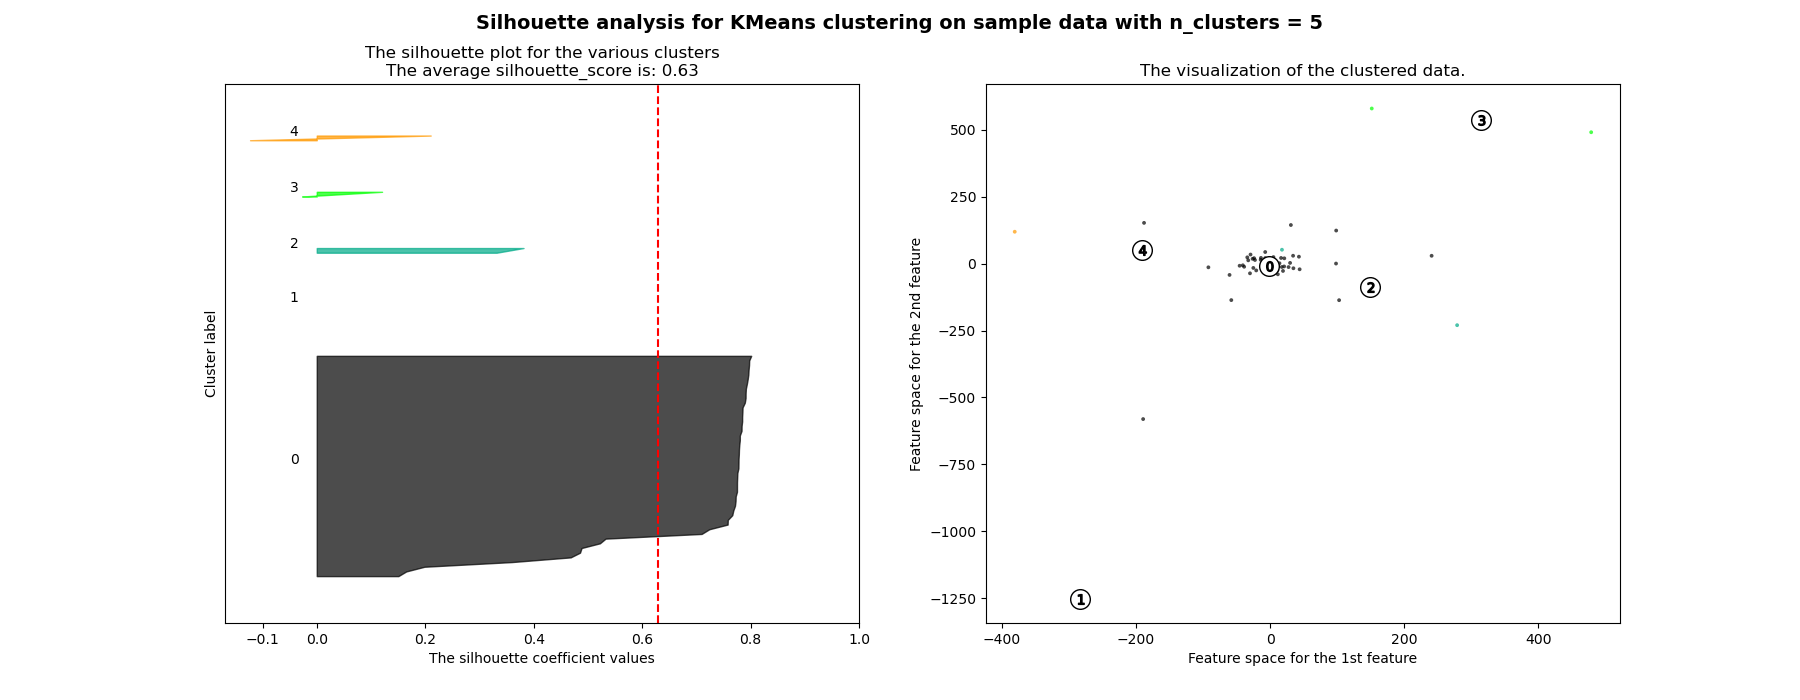 Silhouette analysis for KMeans clustering on sample data with n_clusters = 5
The silhouette plot for the various clusters
The average silhouette_score is: 0.63
4
3
2
1
0
Cluster label
−0.1 0.0 0.2 0.4 0.6 0.8 1.0
The silhouette coefficient values
The visualization of the clustered data.
500
250
0
−250
−500
−750
−1000
−1250
Feature space for the 2nd feature
3
4
0
2
1
−400 −200 0 200 400
Feature space for the 1st feature